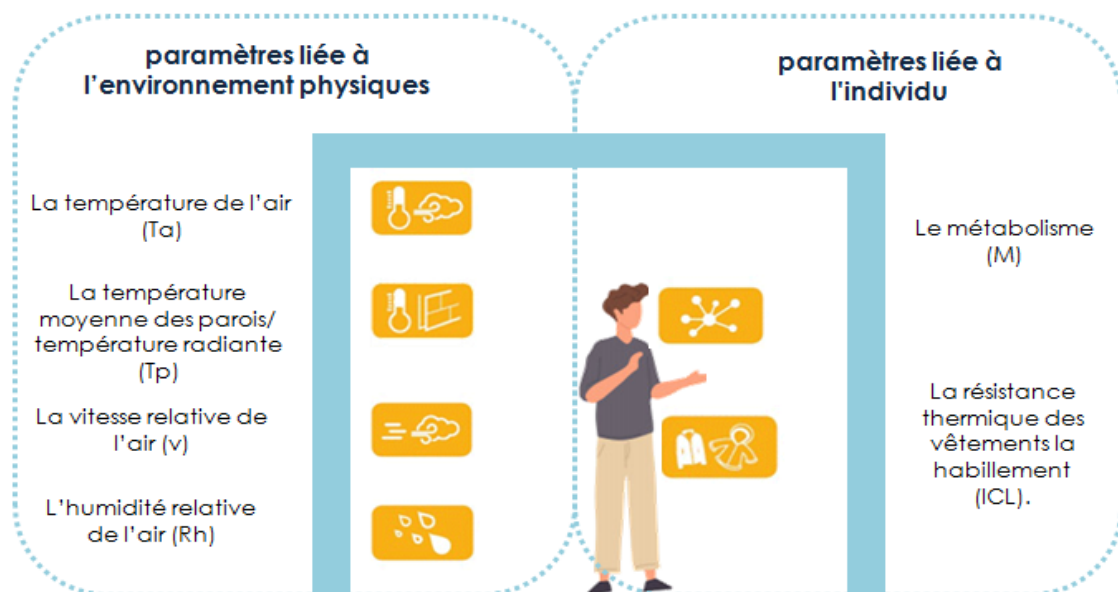 paramètres liée à
l'environnement physiques
La température de l'air
(Ta)
La température
moyenne des parois/
température radiante
(Tp)
La vitesse relative de
l'air (v)
L'humidité relative
de l'air (Rh)
paramètres liée à
l'individu
Le métabolisme
(M)
La résistance
thermique des
vêtements la
habillement
(ICL).